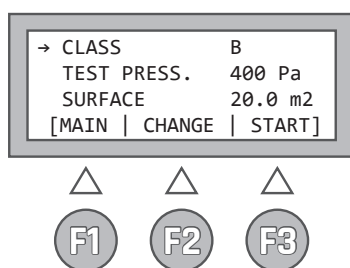 → CLASS B
TEST PRESS. 400 Pa
SURFACE 20.0 m2
[MAIN | CHANGE | START]
F1 F2 F3